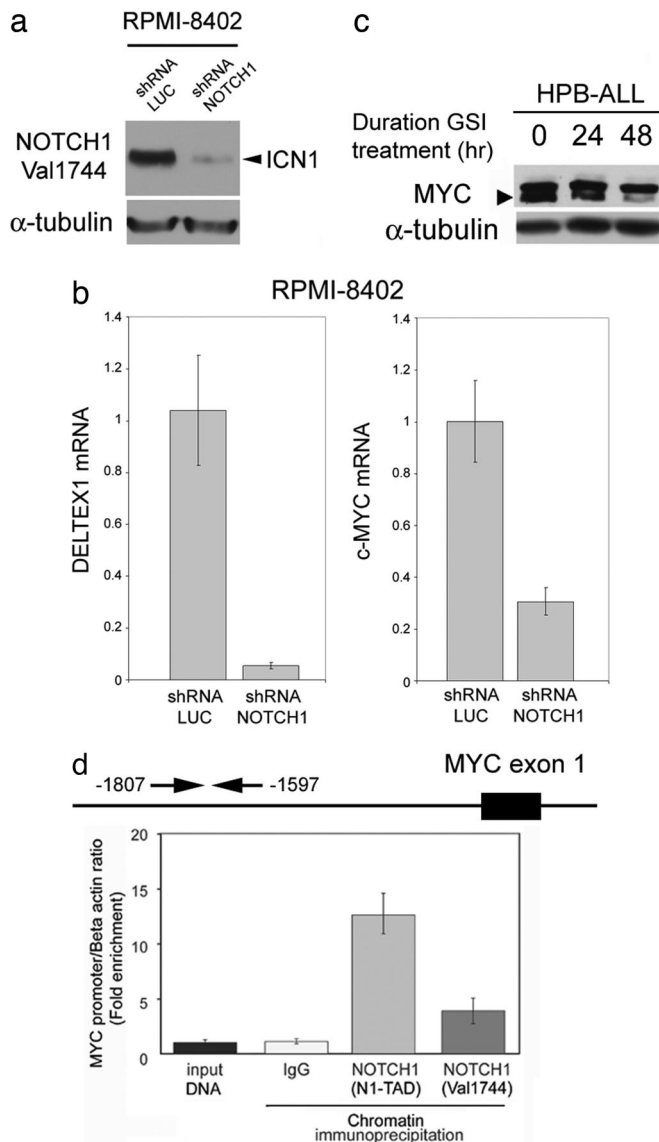 a
RPMI-8402
shRNA
LUC
shRNA
NOTCH1
NOTCH1
Val1744
ICN1
α-tubulin
c
HPB-ALL
Duration GSI
treatment (hr)
0 24 48
MYC
α-tubulin
b
RPMI-8402
DELTEX1 mRNA
1.4
1.2
1
0.8
0.6
0.4
0.2
0
shRNA
LUC
shRNA
NOTCH1
c-MYC mRNA
1.4
1.2
1
0.8
0.6
0.4
0.2
0
shRNA
LUC
shRNA
NOTCH1
d
MYC exon 1
-1807
-1597
MYC promoter/Beta actin ratio
(Fold enrichment)
20
15
10
5
0
input
DNA
IgG
NOTCH1
(N1-TAD)
NOTCH1
(Val1744)
Chromatin
immunoprecipitation